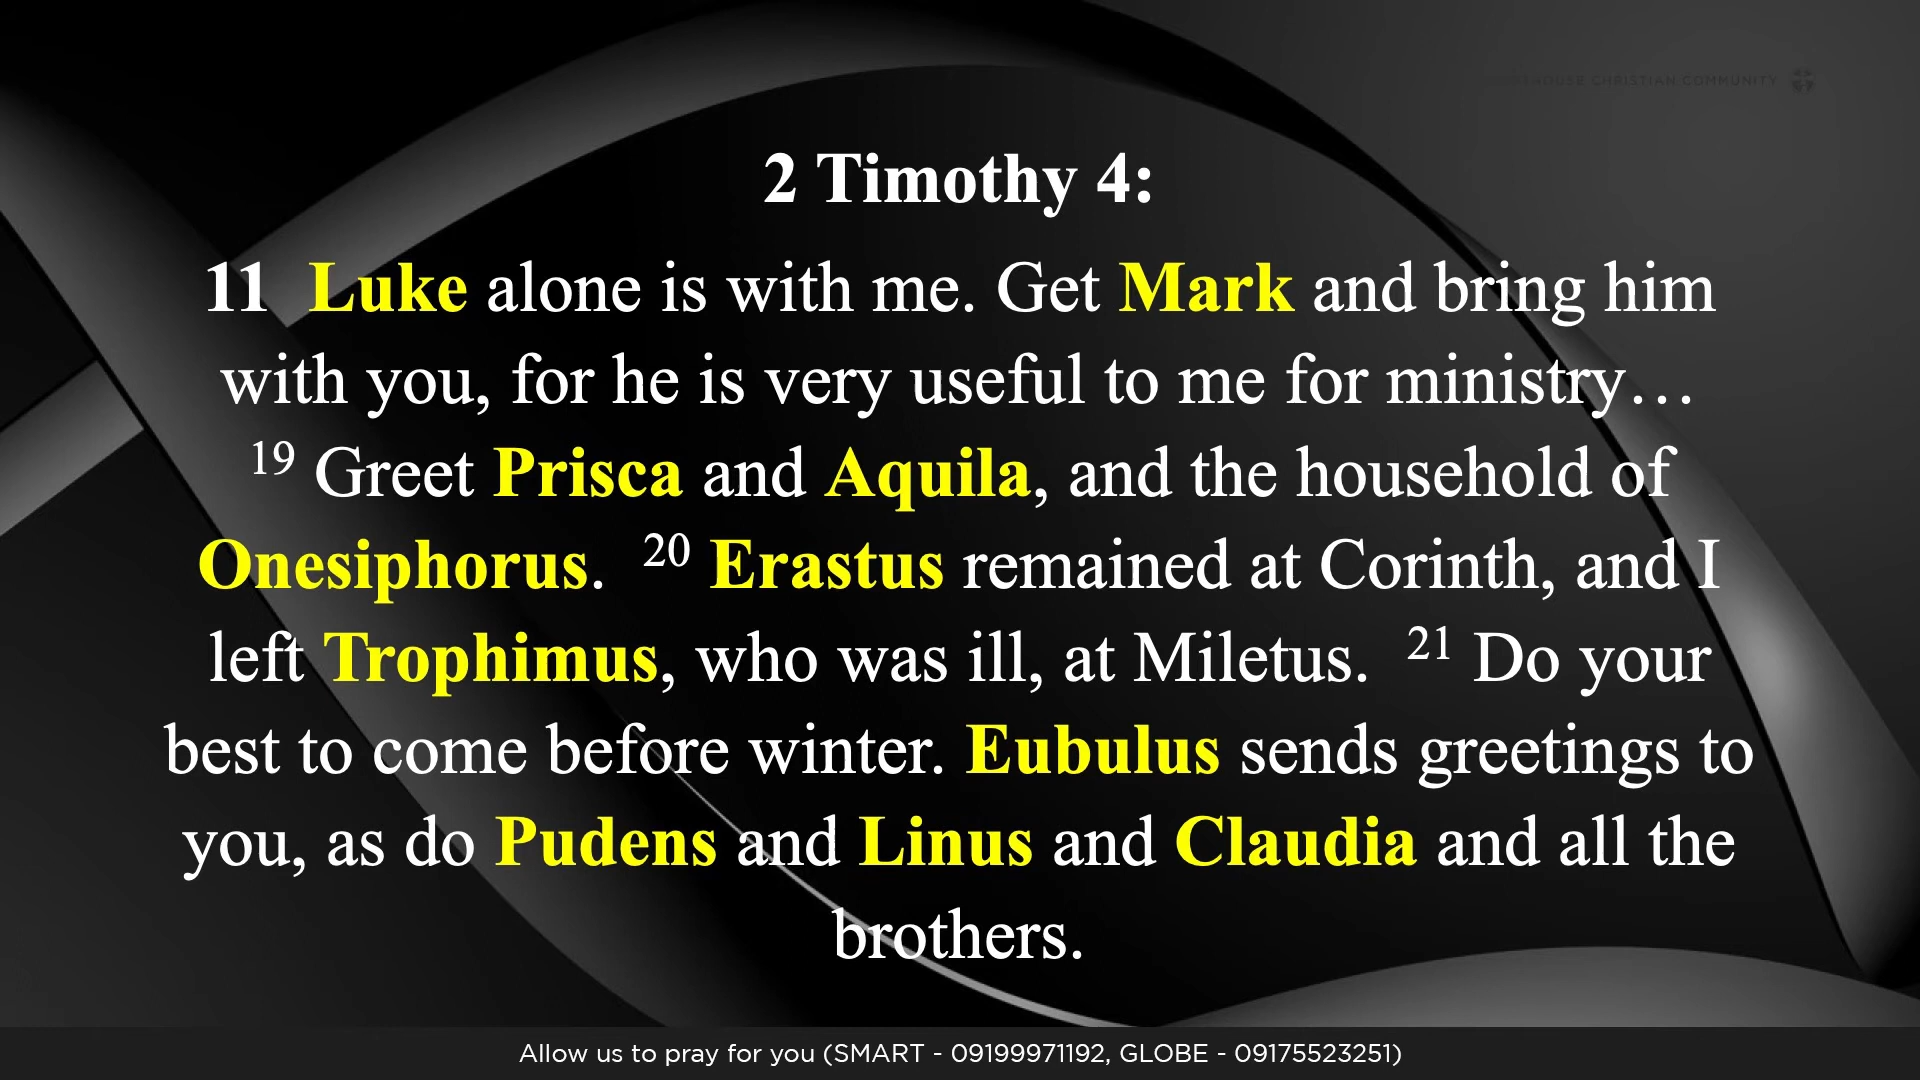 HOUSE CHRISTIAN COMMUNITY
2 Timothy 4:
11 Luke alone is with me. Get Mark and bring him
with you, for he is very useful to me for ministry…
19 Greet Prisca and Aquila, and the household of
Onesiphorus. 20 Erastus remained at Corinth, and I
left Trophimus, who was ill, at Miletus. 21 Do your
best to come before winter. Eubulus sends greetings to
you, as do Pudens and Linus and Claudia and all the
brothers.
Allow us to pray for you (SMART - 09199971192, GLOBE - 09175523251)